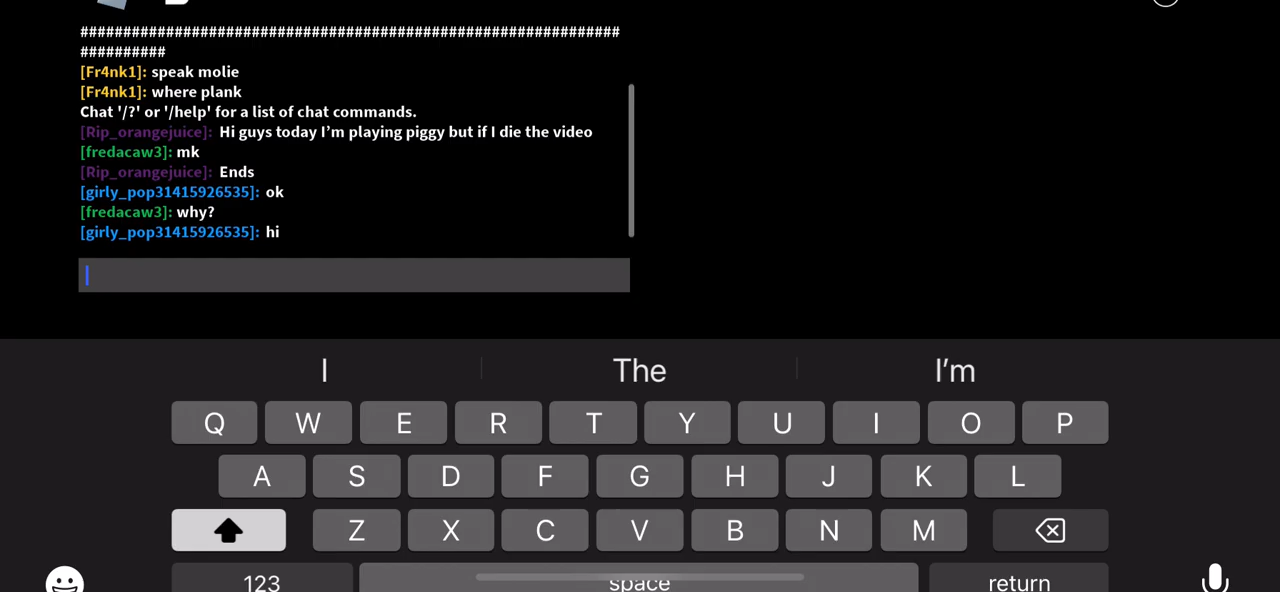 ###############################################################
##########
[Fr4nk1]: speak molie
[Fr4nk1]: where plank
Chat '/?' or '/help' for a list of chat commands.
[Rip_orangejuice]: Hi guys today I’m playing piggy but if I die the video
[fredacaw3]: mk
[Rip_orangejuice]: Ends
[girly_pop31415926535]: ok
[fredacaw3]: why?
[girly_pop31415926535]: hi
I The I’m
Q W E R T Y U I O P
A S D F G H J K L
Z X C V B N M
123 space return